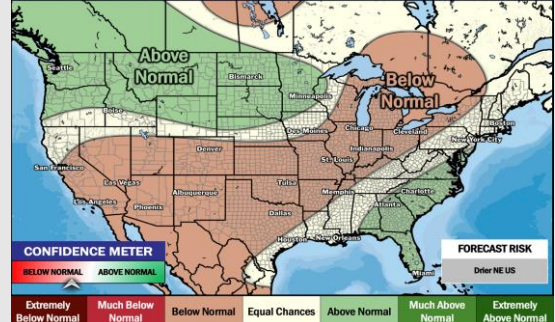 Seattle
Above
Normal
Bismarck
Minneapolis
Boise
Below
Normal
Boston
New York City
Des Moines
Chicago
Cleveland
Denver
Indianapolis
St. Louis
San Francisco
Las Vegas
Los Angeles
Phoenix
Albuquerque
Tulsa
Memphis
Charlotte
Atlanta
Dallas
Houston
New Orleans
Miami
CONFIDENCE METER
BELOW NORMAL ABOVE NORMAL
FORECAST RISK
Drier NE US
Extremely
Below Normal
Much Below
Normal
Below Normal
Equal Chances
Above Normal
Much Above
Normal
Extremely
Above Normal